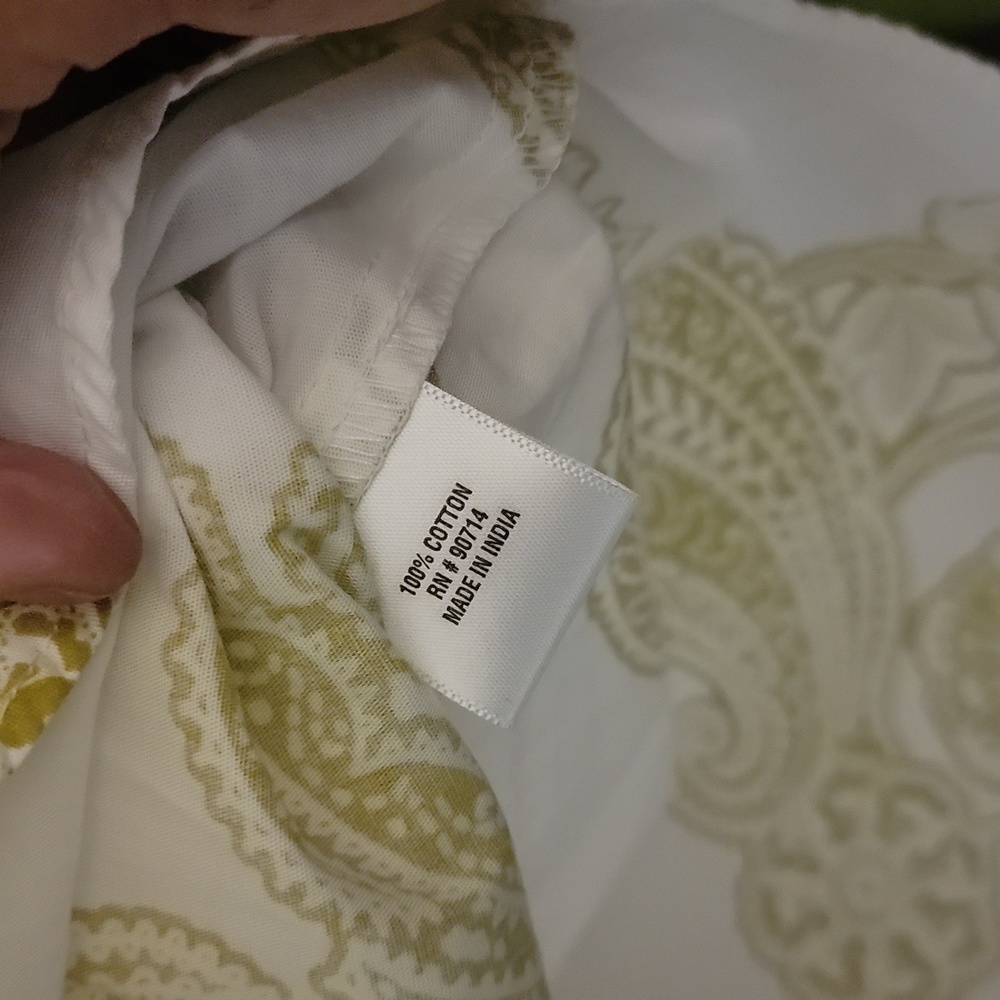 100% COTTON
RN # 90714
MADE IN INDIA